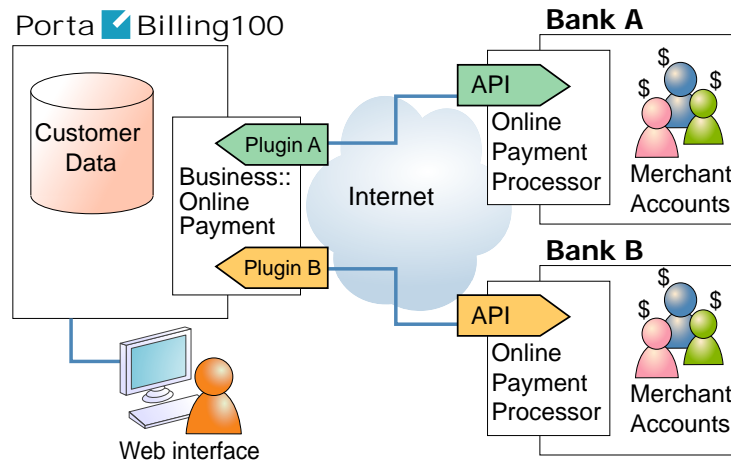 Porta Billing100
Customer
Data
Plugin A
Business::
Online
Payment
Plugin B
Web interface
Internet
Bank A
API
Online
Payment
Processor
$ $ $
Merchant
Accounts
Bank B
API
Online
Payment
Processor
$ $ $
Merchant
Accounts